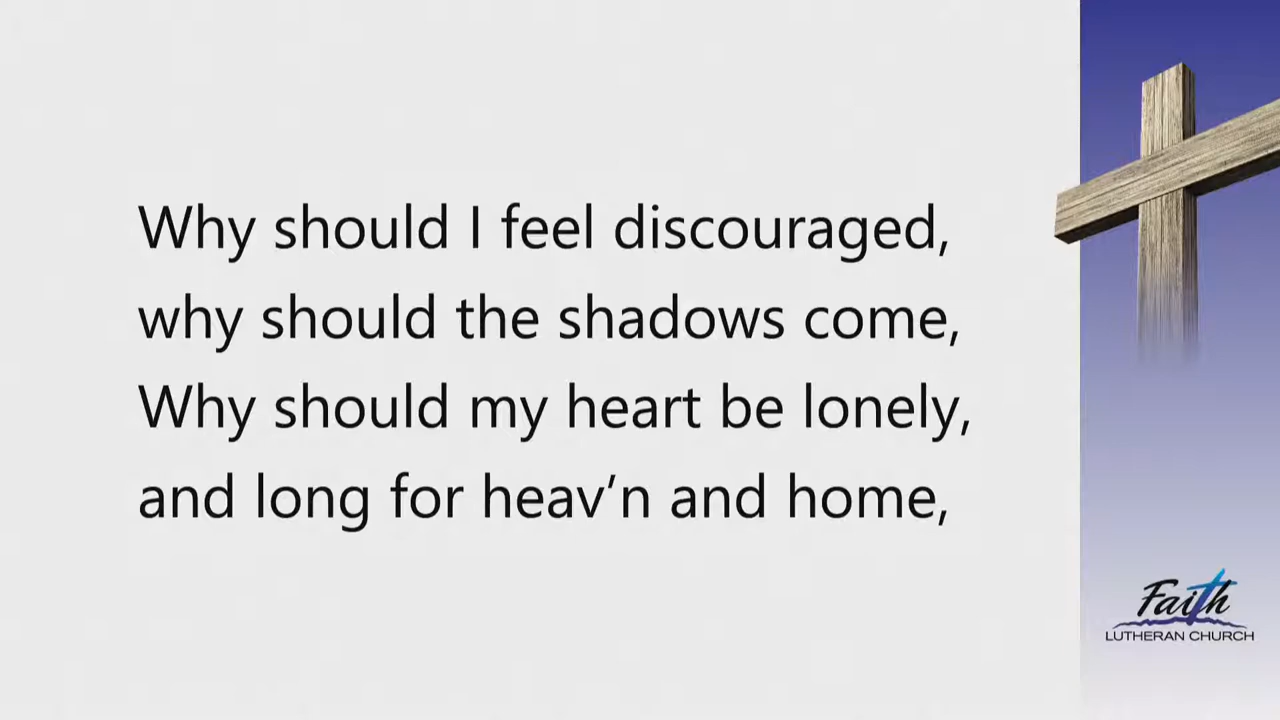 Why should I feel discouraged,
why should the shadows come,
Why should my heart be lonely,
and long for heav’n and home,
Faith
LUTHERAN CHURCH